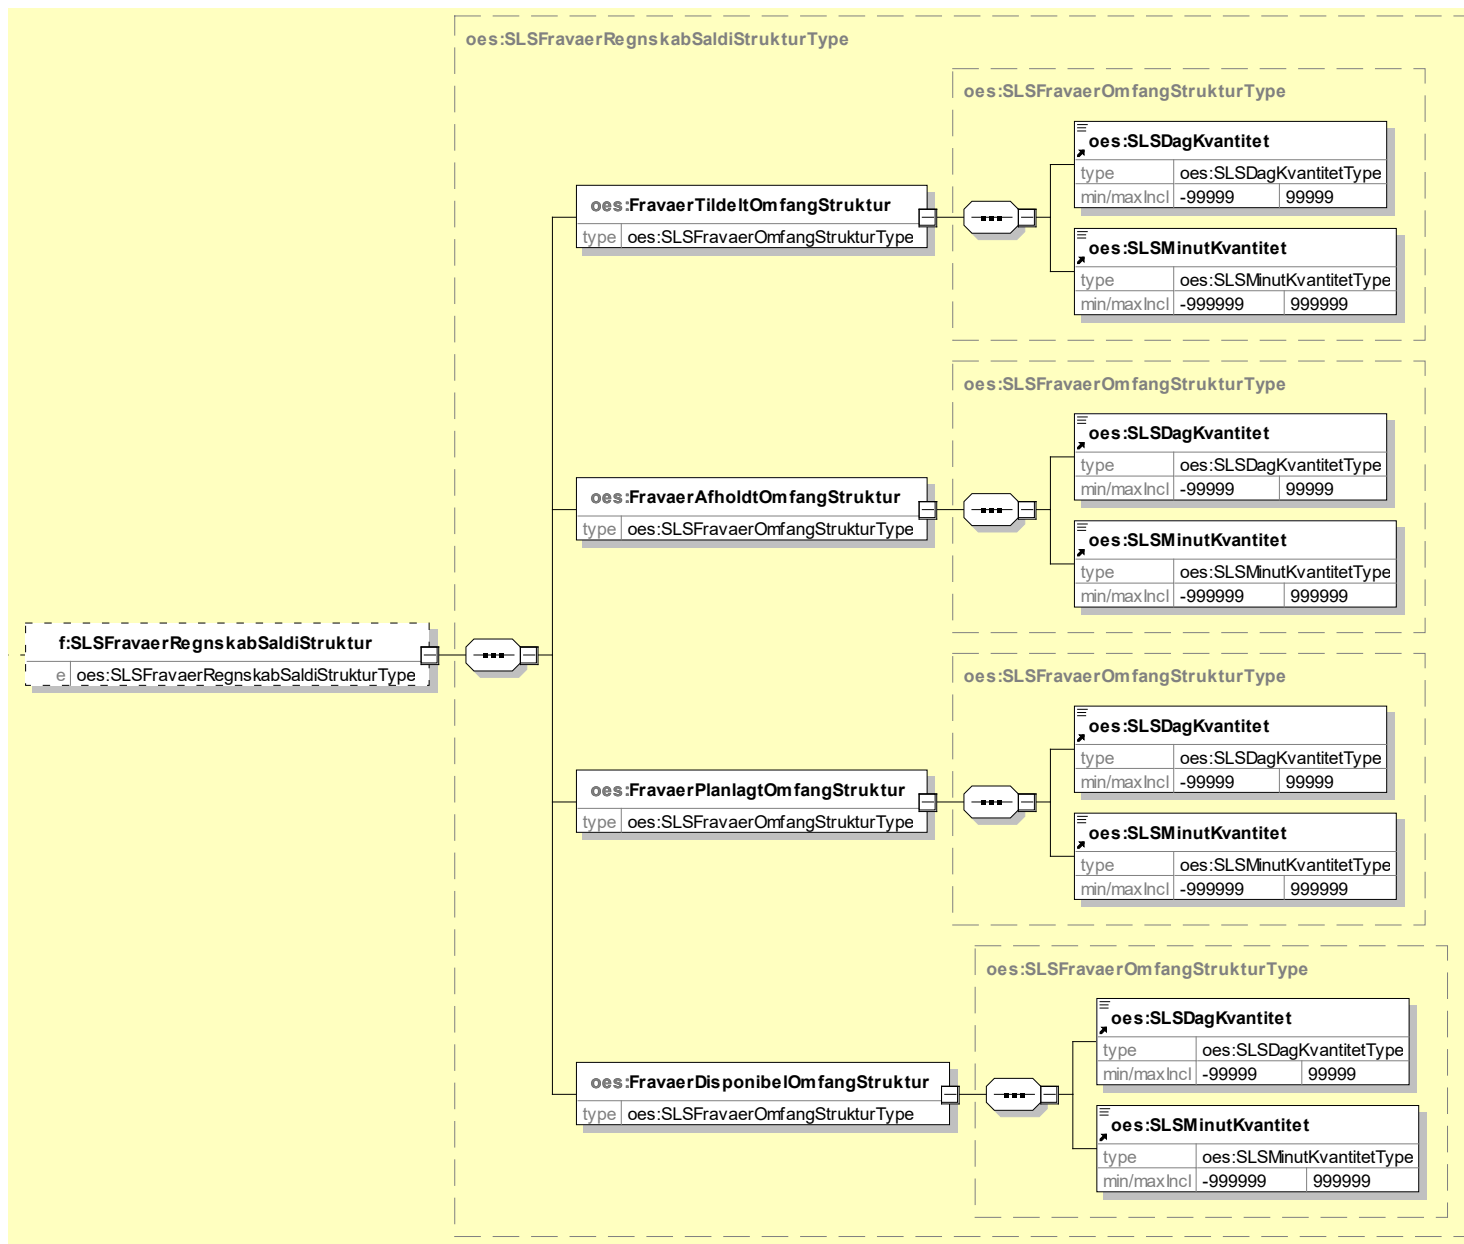 oes:SLSFravaerRegnskabSaldiStrukturType
oes:SLSFravaerOmfangStrukturType
oes:SLSDagKvantitet
type oes:SLSDagKvantitetType
min/maxIncl -99999 99999
oes:FravaerTildeltOmfangStruktur
type oes:SLSFravaerOmfangStrukturType
oes:SLSMinutKvantitet
type oes:SLSMinutKvantitetType
min/maxIncl -999999 999999
oes:SLSFravaerOmfangStrukturType
oes:SLSDagKvantitet
type oes:SLSDagKvantitetType
min/maxIncl -99999 99999
oes:FravaerAfholdtOmfangStruktur
type oes:SLSFravaerOmfangStrukturType
oes:SLSMinutKvantitet
type oes:SLSMinutKvantitetType
min/maxIncl -999999 999999
f:SLSFravaerRegnskabSaldiStruktur
e oes:SLSFravaerRegnskabSaldiStrukturType
oes:SLSFravaerOmfangStrukturType
oes:SLSDagKvantitet
type oes:SLSDagKvantitetType
min/maxIncl -99999 99999
oes:FravaerPlanlagtOmfangStruktur
type oes:SLSFravaerOmfangStrukturType
oes:SLSMinutKvantitet
type oes:SLSMinutKvantitetType
min/maxIncl -999999 999999
oes:SLSFravaerOmfangStrukturType
oes:SLSDagKvantitet
type oes:SLSDagKvantitetType
min/maxIncl -99999 99999
oes:FravaerDisponibelOmfangStruktur
type oes:SLSFravaerOmfangStrukturType
oes:SLSMinutKvantitet
type oes:SLSMinutKvantitetType
min/maxIncl -999999 999999